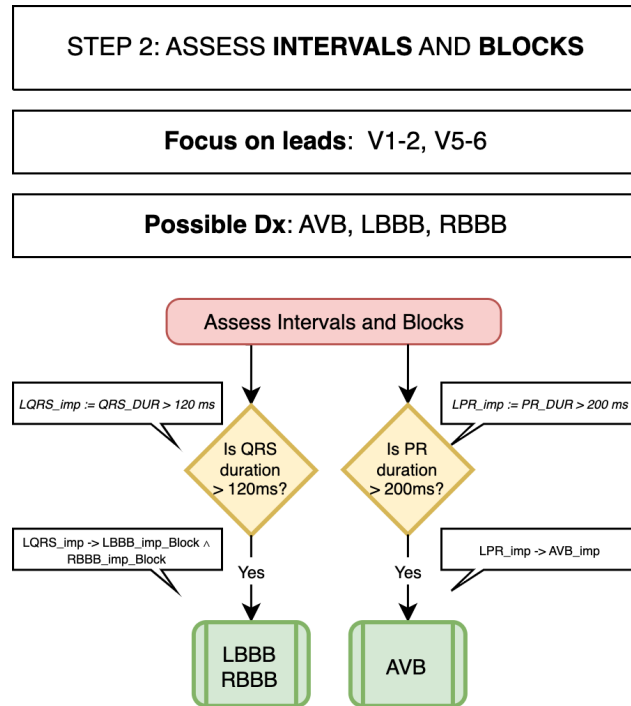 STEP 2: ASSESS INTERVALS AND BLOCKS
Focus on leads: V1-2, V5-6
Possible Dx: AVB, LBBB, RBBB
Assess Intervals and Blocks
LQRS_imp := QRS_DUR > 120 ms
LPR_imp := PR_DUR > 200 ms
Is QRS
duration
> 120ms?
Is PR
duration
> 200ms?
LQRS_imp -> LBBB_imp_Block ∧
RBBB_imp_Block
LPR_imp -> AVB_imp
Yes
Yes
LBBB
RBBB
AVB